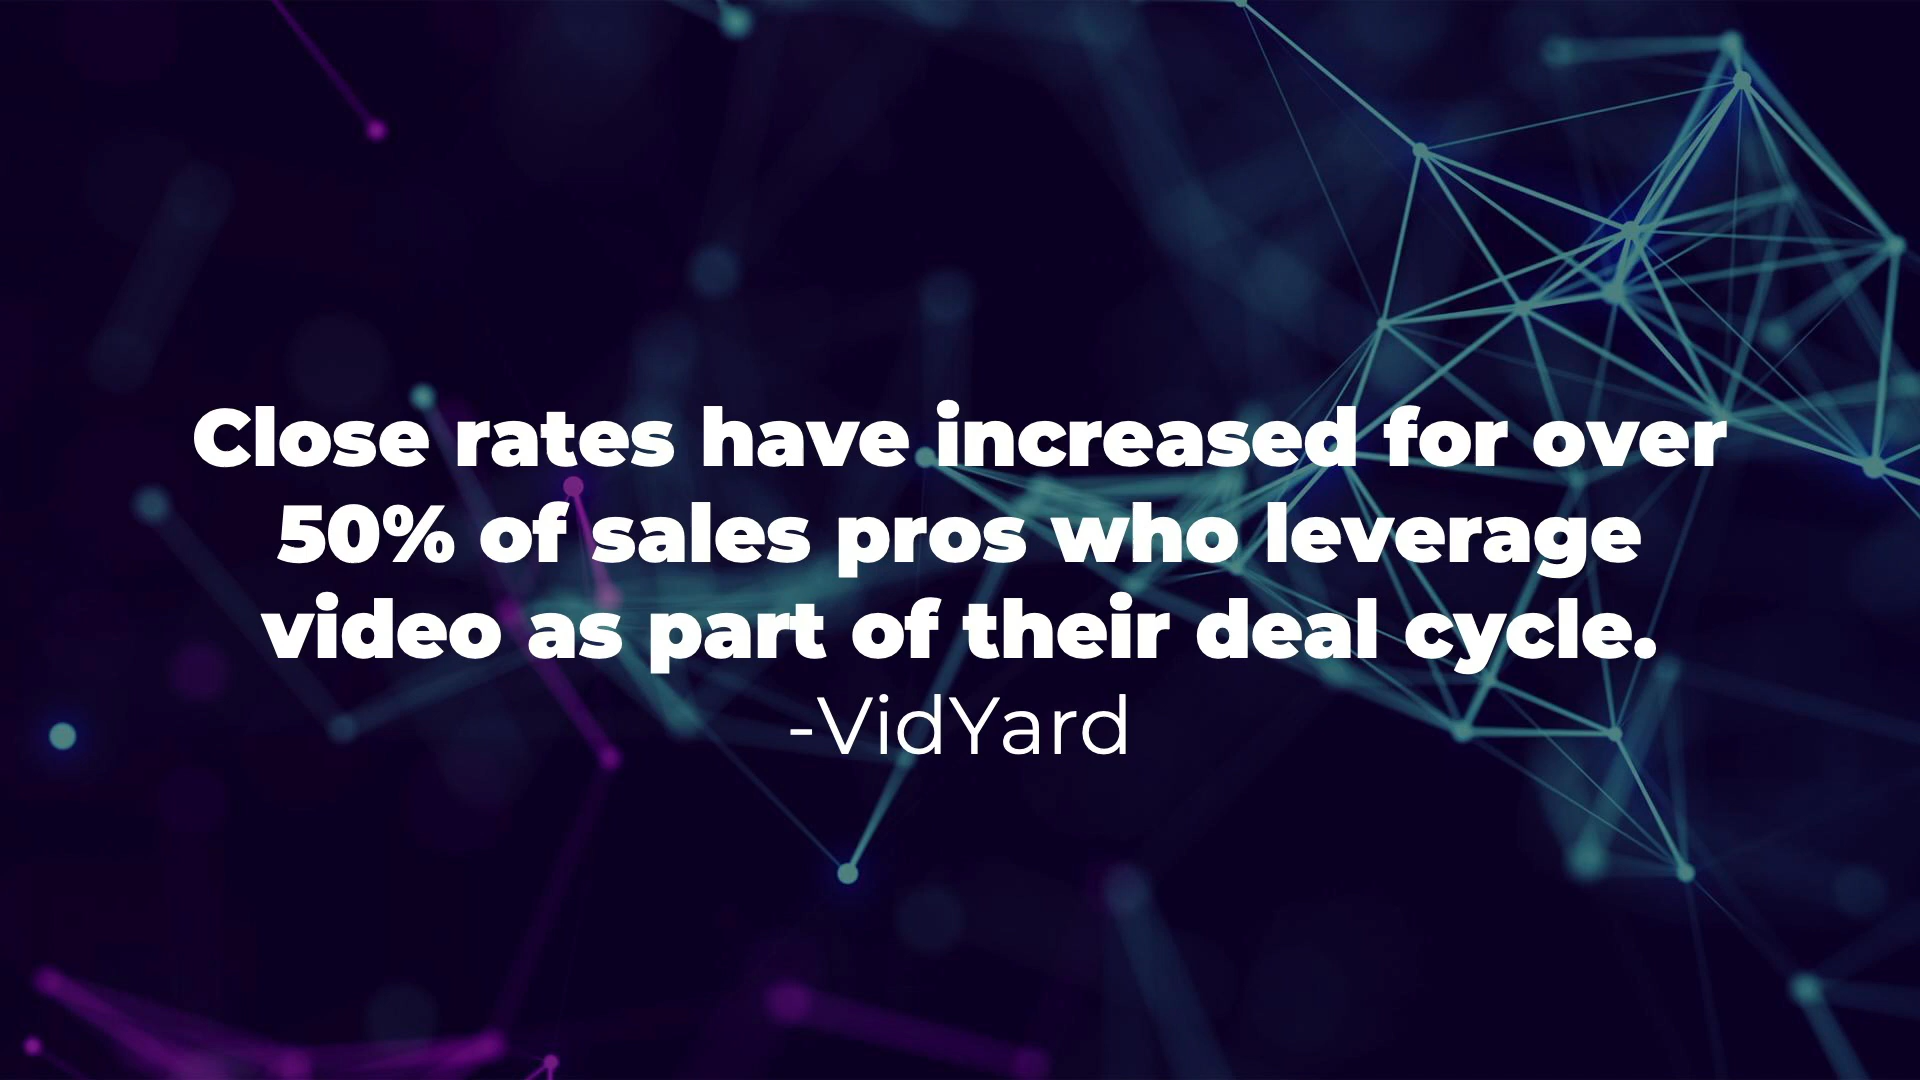 Close rates have increased for over
50% of sales pros who leverage
video as part of their deal cycle.
-VidYard